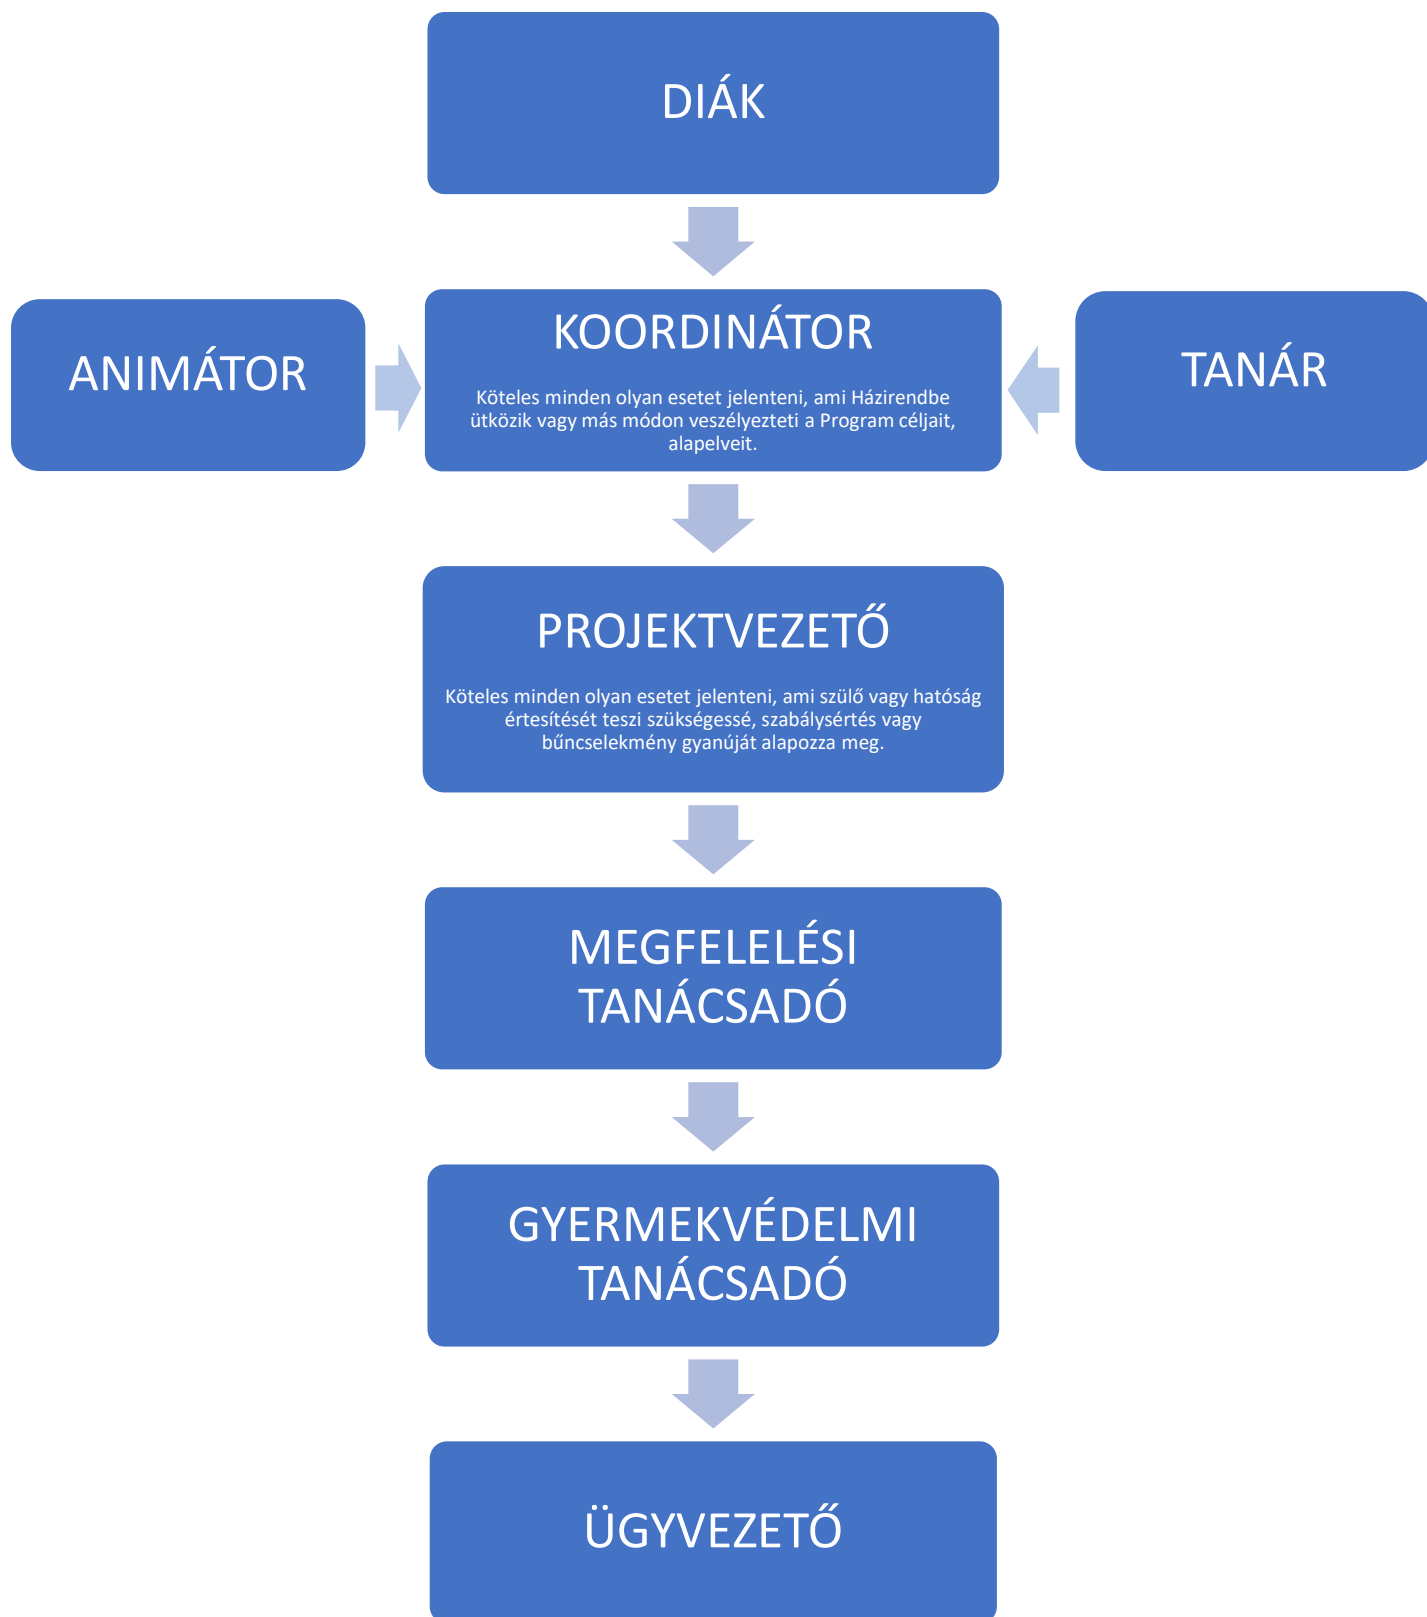 DIÁK
ANIMÁTOR
KOORDINÁTOR
Köteles minden olyan esetet jelenteni, ami Házirendbe
ütközik vagy más módon veszélyezteti a Program céljait,
alapelveit.
TANÁR
PROJEKTVEZETŐ
Köteles minden olyan esetet jelenteni, ami szülő vagy hatóság
értesítését teszi szükségessé, szabálysértés vagy
bűncselekmény gyanúját alapozza meg.
MEGFELELÉSI
TANÁCSADÓ
GYERMEKVÉDELMI
TANÁCSADÓ
ÜGYVEZETŐ